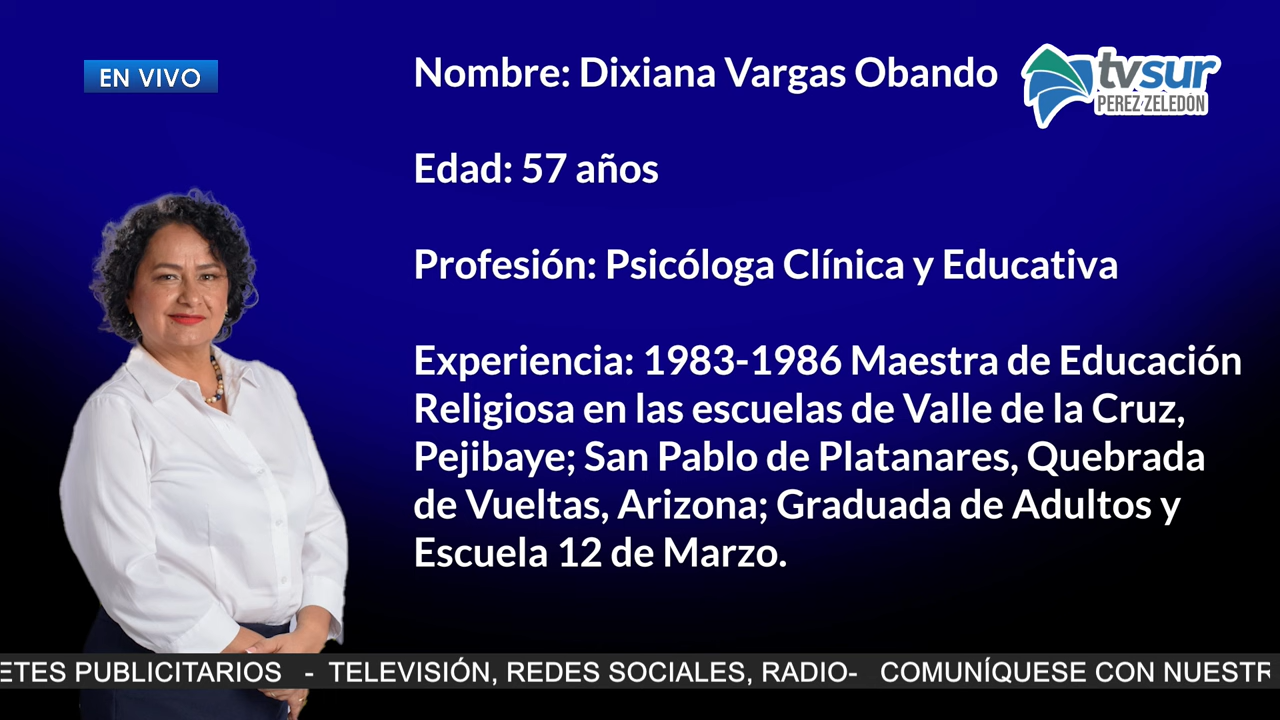 EN VIVO
Nombre: Dixiana Vargas Obando
tvsur
PEREZ ZELEDÓN
Edad: 57 años
Profesión: Psicóloga Clínica y Educativa
Experiencia: 1983-1986 Maestra de Educación
Religiosa en las escuelas de Valle de la Cruz,
Pejibaye; San Pablo de Platanares, Quebrada
de Vueltas, Arizona; Graduada de Adultos y
Escuela 12 de Marzo.
ETES PUBLICITARIOS - TELEVISIÓN, REDES SOCIALES, RADIO- COMUNÍQUESE CON NUESTR